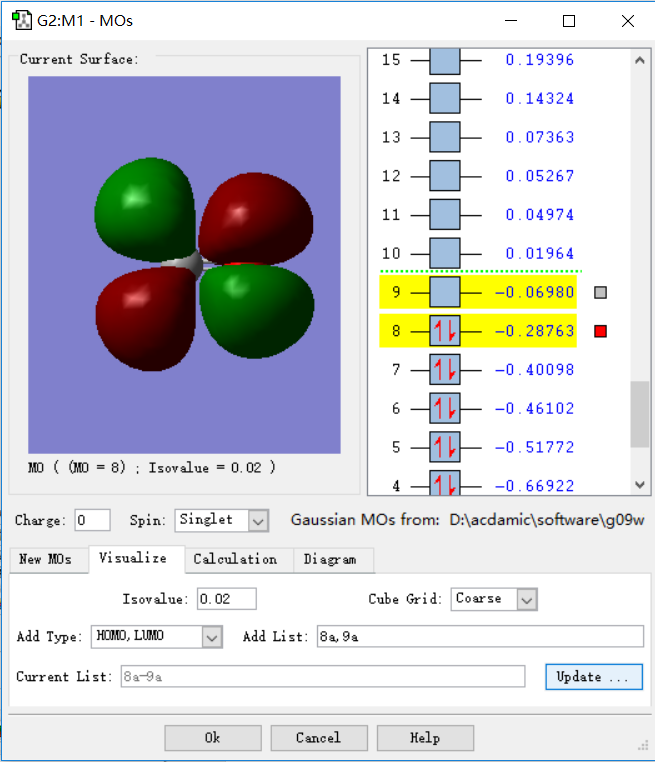 G2:M1 - MOs
Current Surface:
MO ( (MO = 8) ; Isovalue = 0.02 )
15 0.19396
14 0.14324
13 0.07363
12 0.05267
11 0.04974
10 0.01964
9 -0.06980
8 -0.28763
7 -0.40098
6 -0.46102
5 -0.51772
4 -0.66922
Charge: 0 Spin: Singlet Gaussian MOs from: D:\acdamic\software\g09w
New MOs Visualize Calculation Diagram
Isovalue: 0.02 Cube Grid: Coarse
Add Type: HOMO,LUMO Add List: 8a,9a
Current List: 8a-9a Update ...
Ok Cancel Help